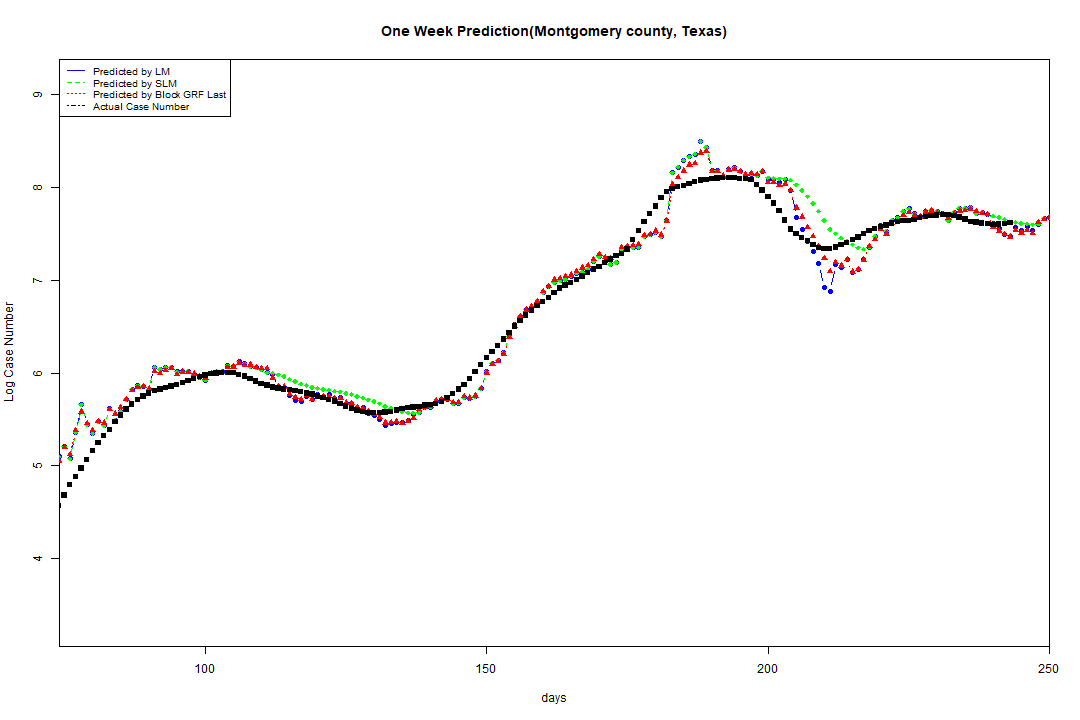 One Week Prediction(Montgomery county, Texas)
Predicted by LM
Predicted by SLM
Predicted by Block GRF Last
Actual Case Number
9
8
7
6
5
4
Log Case Number
100 150 200 250
days